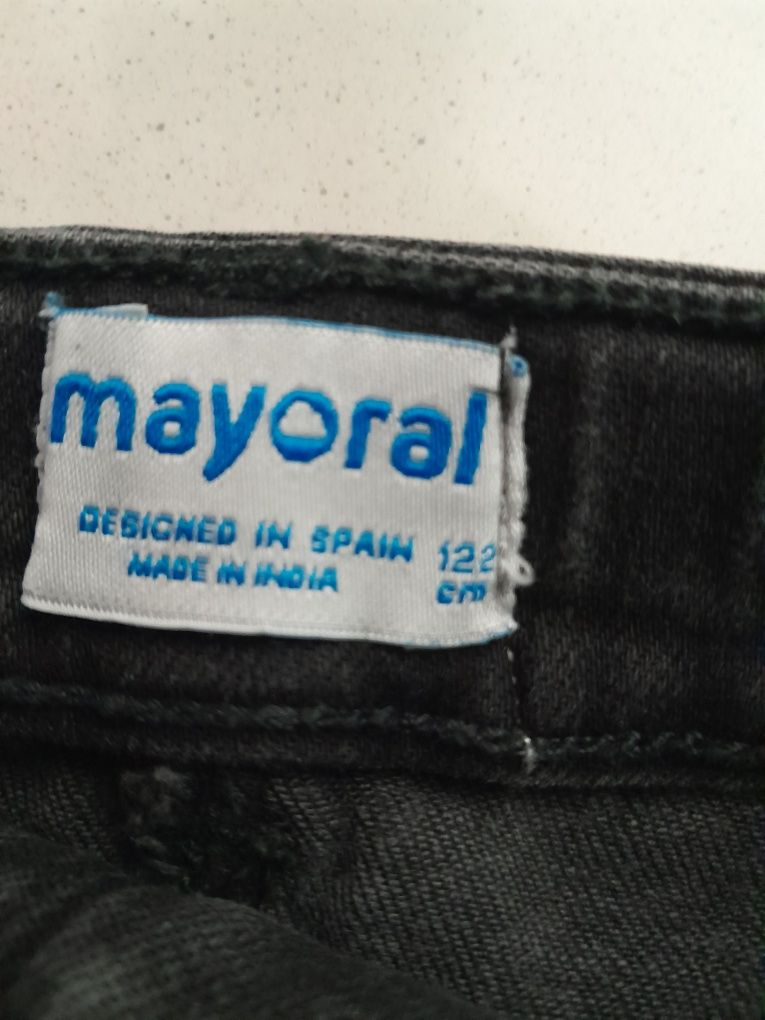 mayoral
DESIGNED IN SPAIN 122
MADE IN INDIA cm